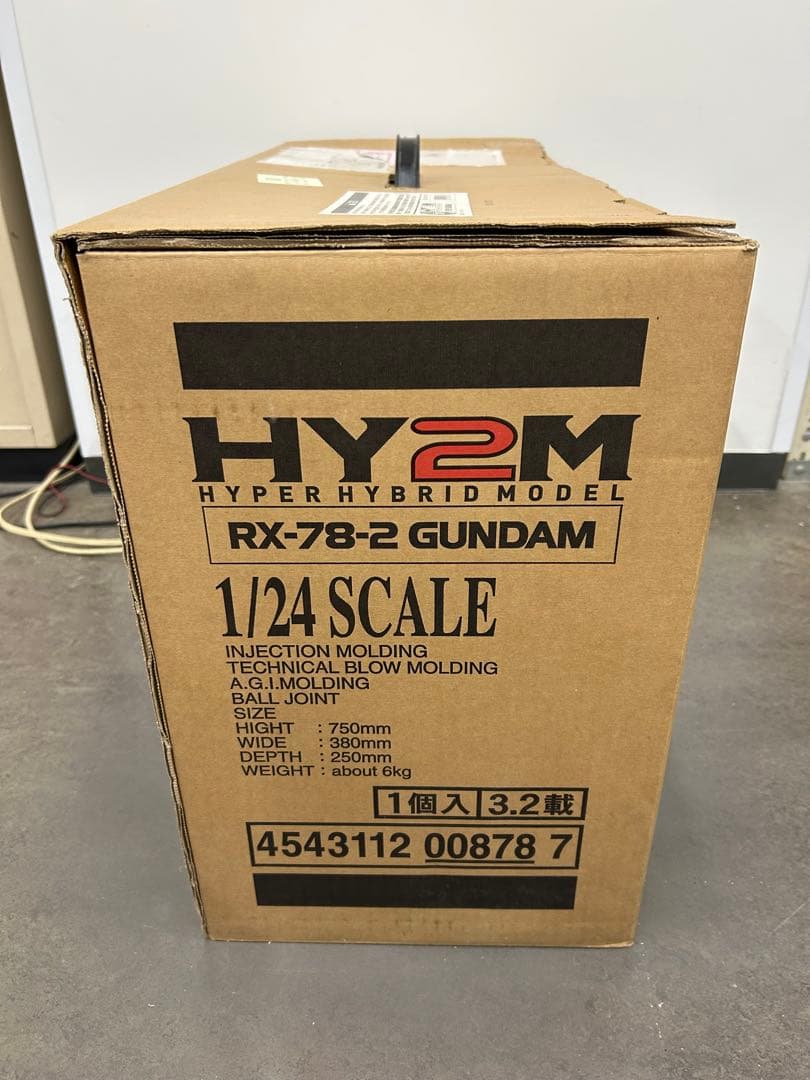 HY2M
HYPER HYBRID MODEL
RX-78-2 GUNDAM
1/24 SCALE
INJECTION MOLDING
TECHNICAL BLOW MOLDING
A.G.I.MOLDING
BALL JOINT
SIZE
HIGHT : 750mm
WIDE : 380mm
DEPTH : 250mm
WEIGHT : about 6kg
1個入 3.2載
4543112 00878 7